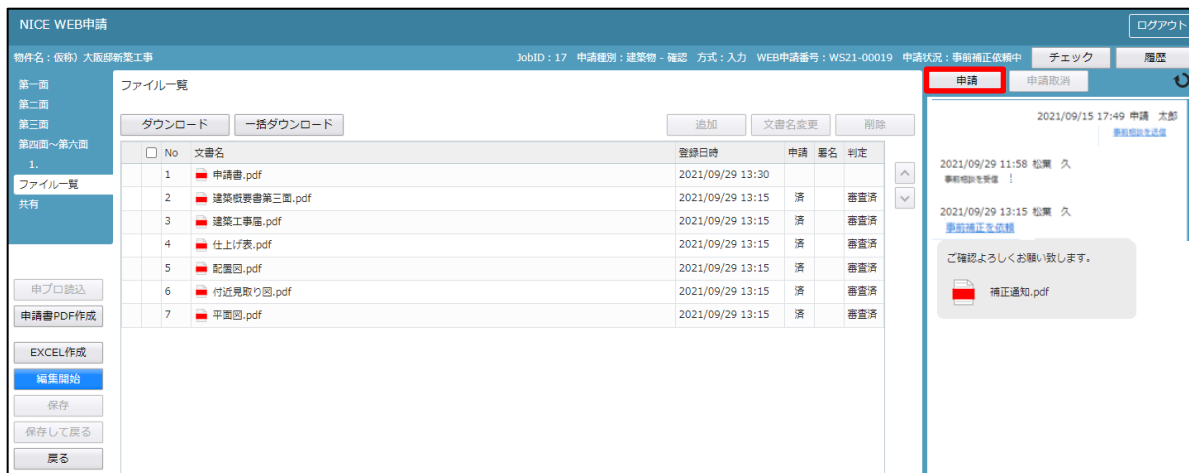 NICE WEB申請
ログアウト
物件名：仮称）大阪邸新築工事
JobID：17 申請種別：建築物 - 確認 方式：入力 WEB申請番号：WS21-00019 申請状況：事前補正依頼中
チェック
履歴
第一面
第二面
第三面
第四面～第六面
1.
ファイル一覧
共有
申プロ読込
申請書PDF作成
EXCEL作成
編集開始
保存
保存して戻る
戻る
ファイル一覧
ダウンロード 一括ダウンロード 追加 文書名変更 削除
No 文書名 登録日時 申請 署名 判定
1 申請書.pdf 2021/09/29 13:30
2 建築概要書第三面.pdf 2021/09/29 13:15 済 審査済
3 建築工事届.pdf 2021/09/29 13:15 済 審査済
4 仕上げ表.pdf 2021/09/29 13:15 済 審査済
5 配置図.pdf 2021/09/29 13:15 済 審査済
6 付近見取り図.pdf 2021/09/29 13:15 済 審査済
7 平面図.pdf 2021/09/29 13:15 済 審査済
申請 申請取消
2021/09/15 17:49 申請 太郎
事前相談を送信
2021/09/29 11:58 松葉 久
事前相談を受信
2021/09/29 13:15 松葉 久
事前補正を依頼
ご確認よろしくお願い致します。
補正通知.pdf